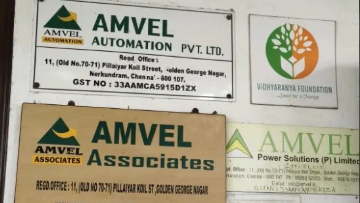 AMVEL
AUTOMATION
AMVEL
AUTOMATION PVT. LTD.
Regd Office :
11, (Old No.70-71) Pillaiyar Koil Street, Golden George Nagar,
Nerkundram, Chennai - 600 107.
GST NO : 33AAMCA5915D1ZX
VIDHYARANYA FOUNDATION
AMVEL
ASSOCIATES
AMVEL
Associates
REGD.OFFICE : 11, (OLD NO 70-71) PILLAIYAR KOIL ST, GOLDEN GEORGE NAGAR
AMVEL
Power Solutions (P) Limited